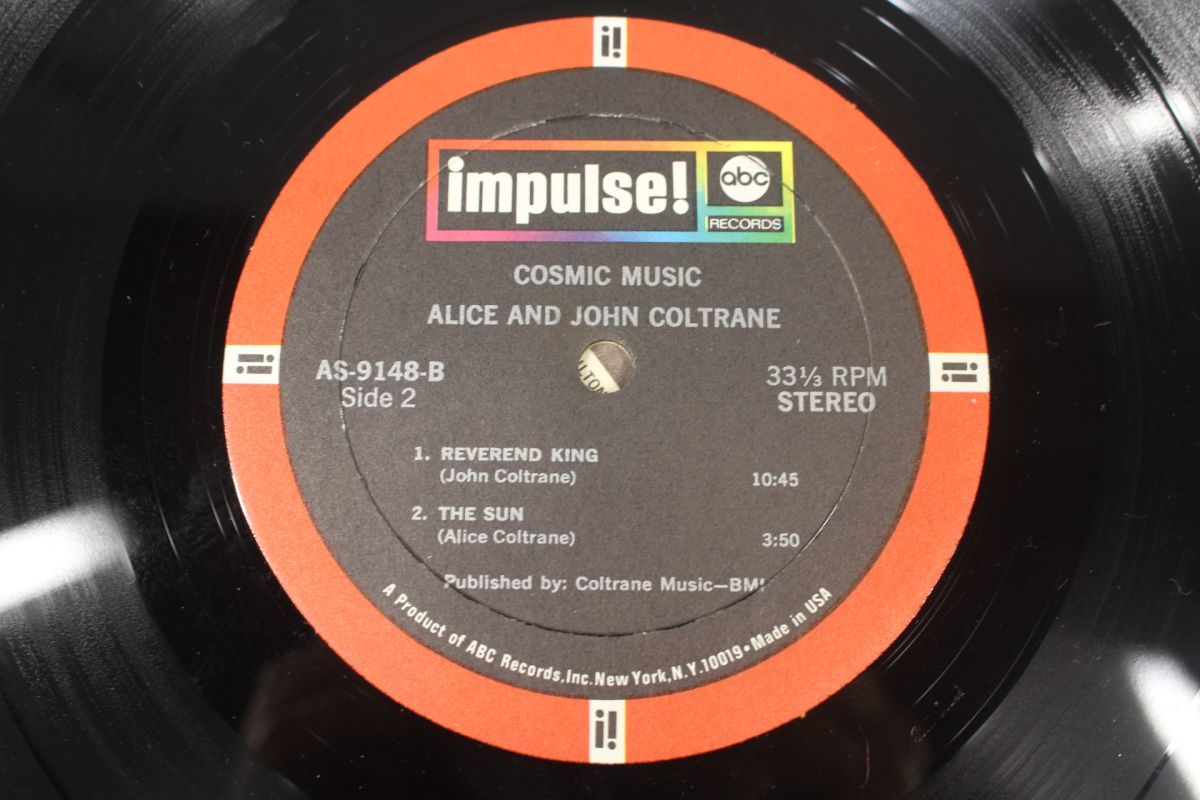 i!
impulse!
abc
RECORDS
COSMIC MUSIC
ALICE AND JOHN COLTRANE
i!
AS-9148-B
Side 2
33⅓ RPM
STEREO
i!
1. REVEREND KING
(John Coltrane)
10:45
2. THE SUN
(Alice Coltrane)
3:50
Published by: Coltrane Music—BMI
A Product of ABC Records, Inc. New York, N.Y. 10019 • Made in USA
i!